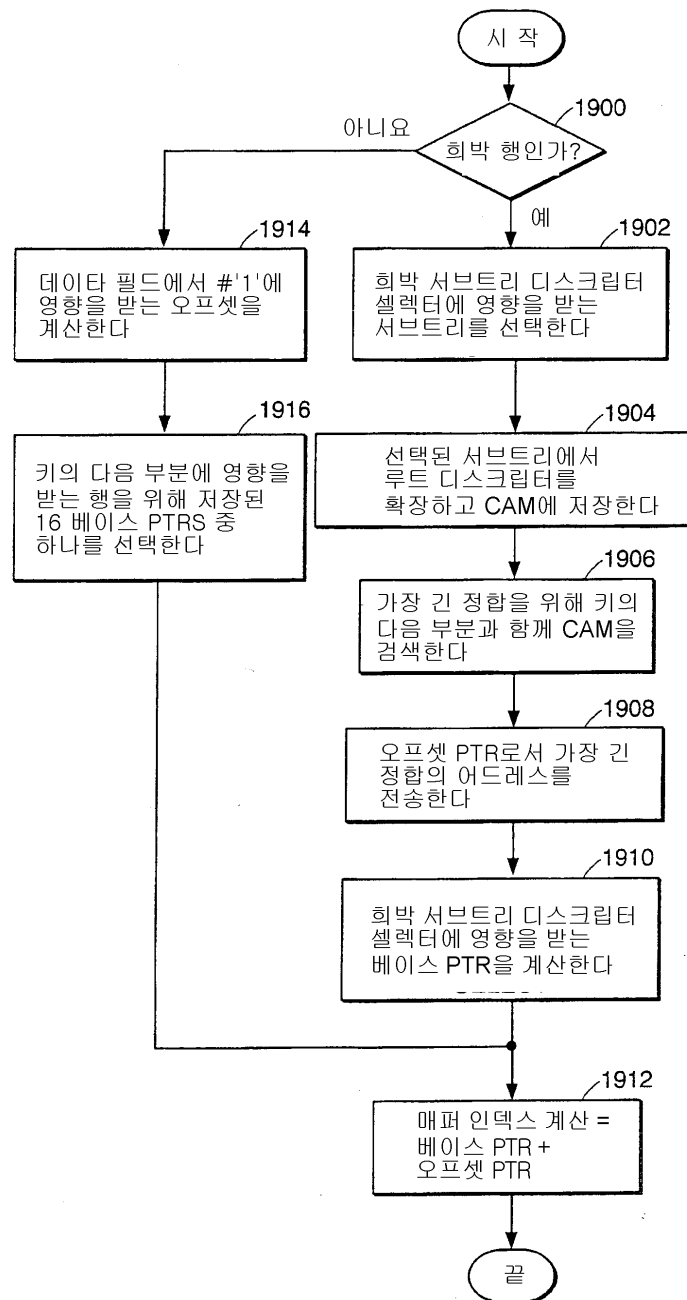 시 작
1900
희박 행인가?
아니요
예
1914
데이타 필드에서 #'1'에
영향을 받는 오프셋을
계산한다
1916
키의 다음 부분에 영향을
받는 행을 위해 저장된
16 베이스 PTRS 중
하나를 선택한다
1902
희박 서브트리 디스크립터
셀렉터에 영향을 받는
서브트리를 선택한다
1904
선택된 서브트리에서
루트 디스크립터를
확장하고 CAM에 저장한다
1906
가장 긴 정합을 위해 키의
다음 부분과 함께 CAM을
검색한다
1908
오프셋 PTR로서 가장 긴
정합의 어드레스를
전송한다
1910
희박 서브트리 디스크립터
셀렉터에 영향을 받는
베이스 PTR을 계산한다
1912
매퍼 인덱스 계산 =
베이스 PTR +
오프셋 PTR
끝